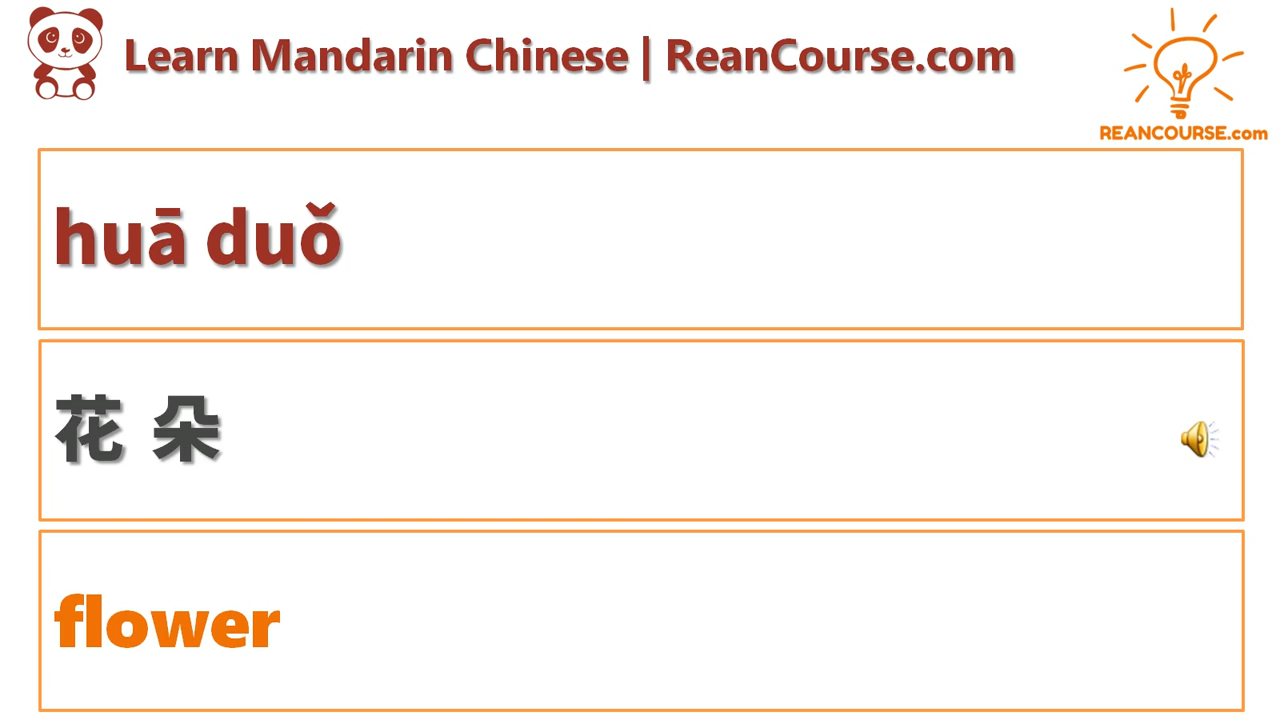 Learn Mandarin Chinese | ReanCourse.com
REANCOURSE.com
huā duǒ
花 朵
flower